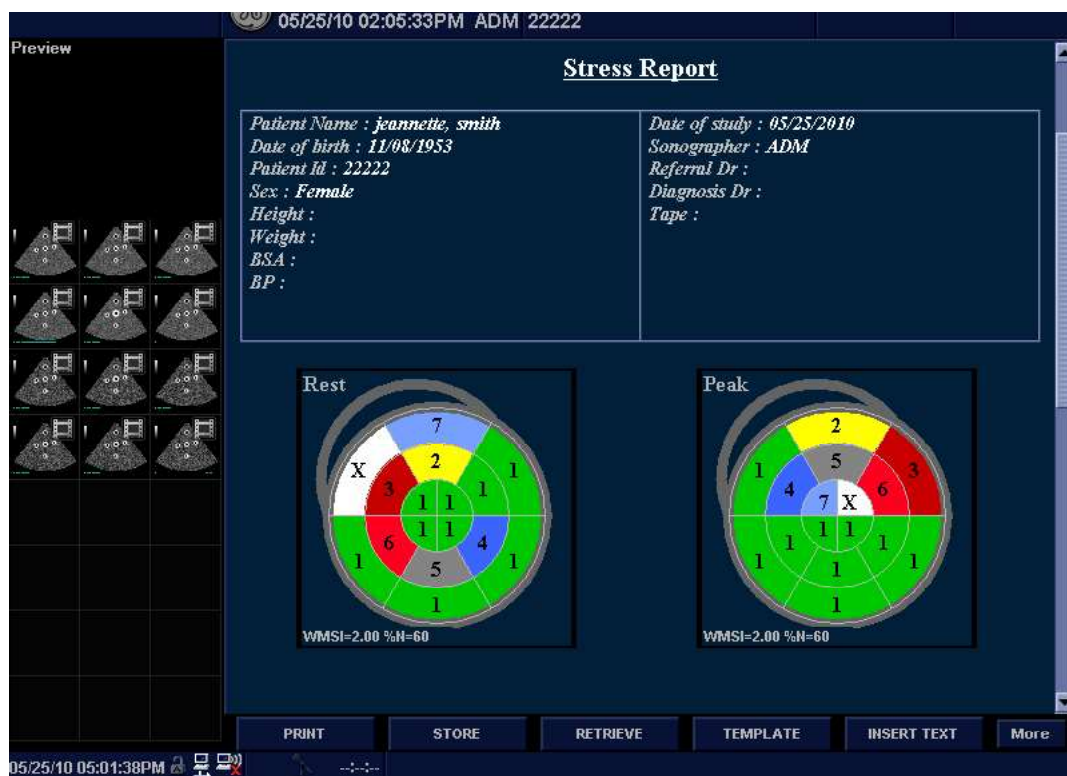 05/25/10 02:05:33PM ADM 22222
Preview
Stress Report
Patient Name : jeannette, smith
Date of birth : 11/08/1953
Patient Id : 22222
Sex : Female
Height :
Weight :
BSA :
BP :
Date of study : 05/25/2010
Sonographer : ADM
Referral Dr :
Diagnosis Dr :
Tape :
Rest
7
X 2 1
3 1
1 1
1 1
6 4
1 5 1
1
WMSI=2.00 %N=60
Peak
2
1 5 3
4 6
7 X
1 1
1 1
1 1 1
1
WMSI=2.00 %N=60
PRINT STORE RETRIEVE TEMPLATE INSERT TEXT More
05/25/10 05:01:38PM --:--:--